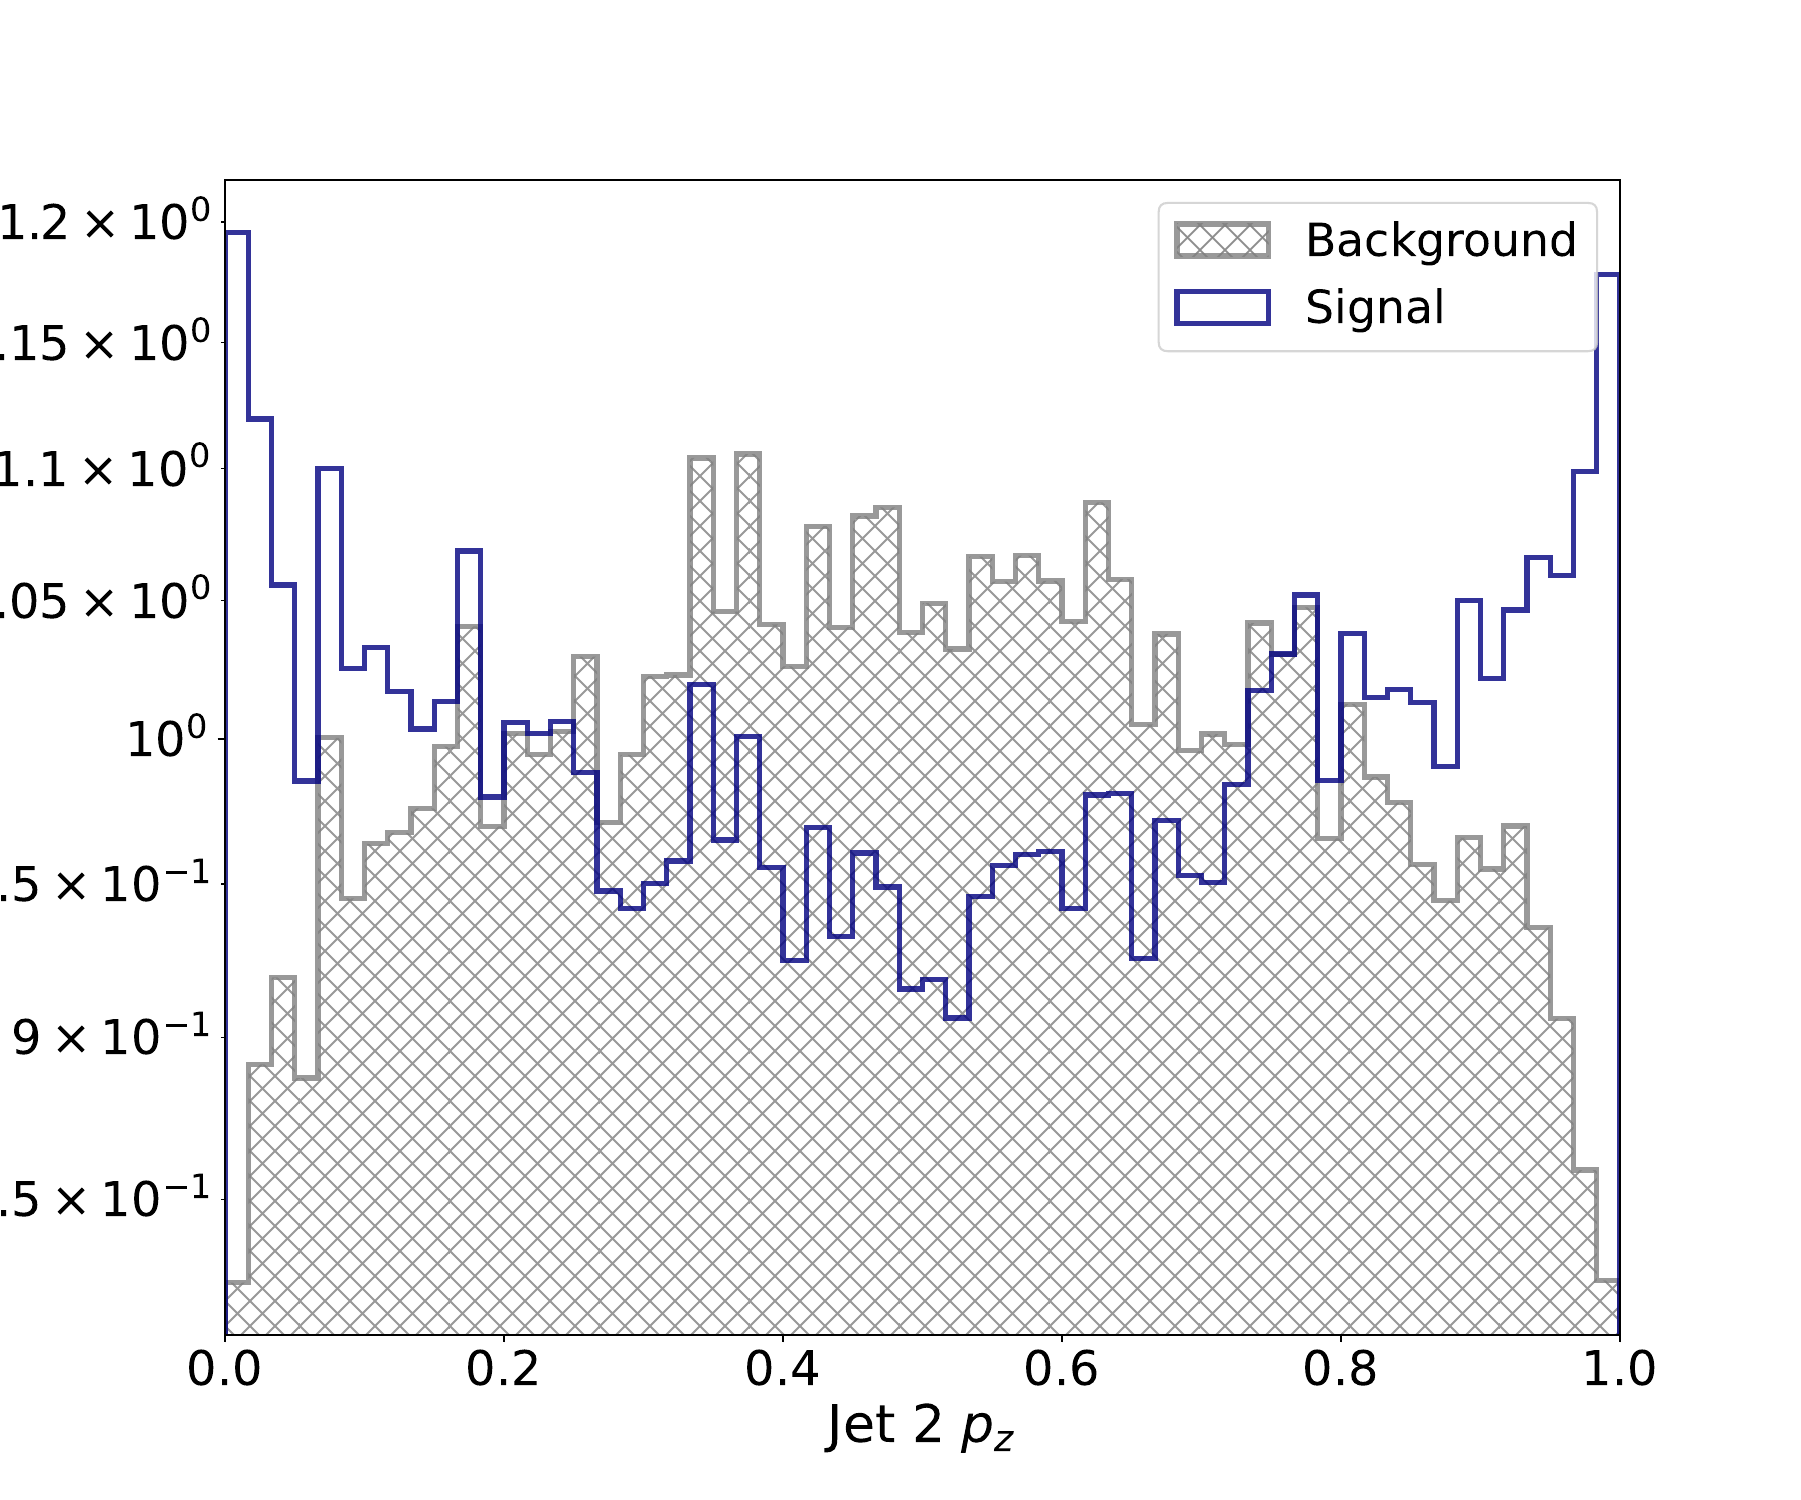 1.2 × 10⁰
.15 × 10⁰
1.1 × 10⁰
.05 × 10⁰
10⁰
.5 × 10⁻¹
9 × 10⁻¹
.5 × 10⁻¹
Background
Signal
0.0 0.2 0.4 0.6 0.8 1.0
Jet 2 p_z